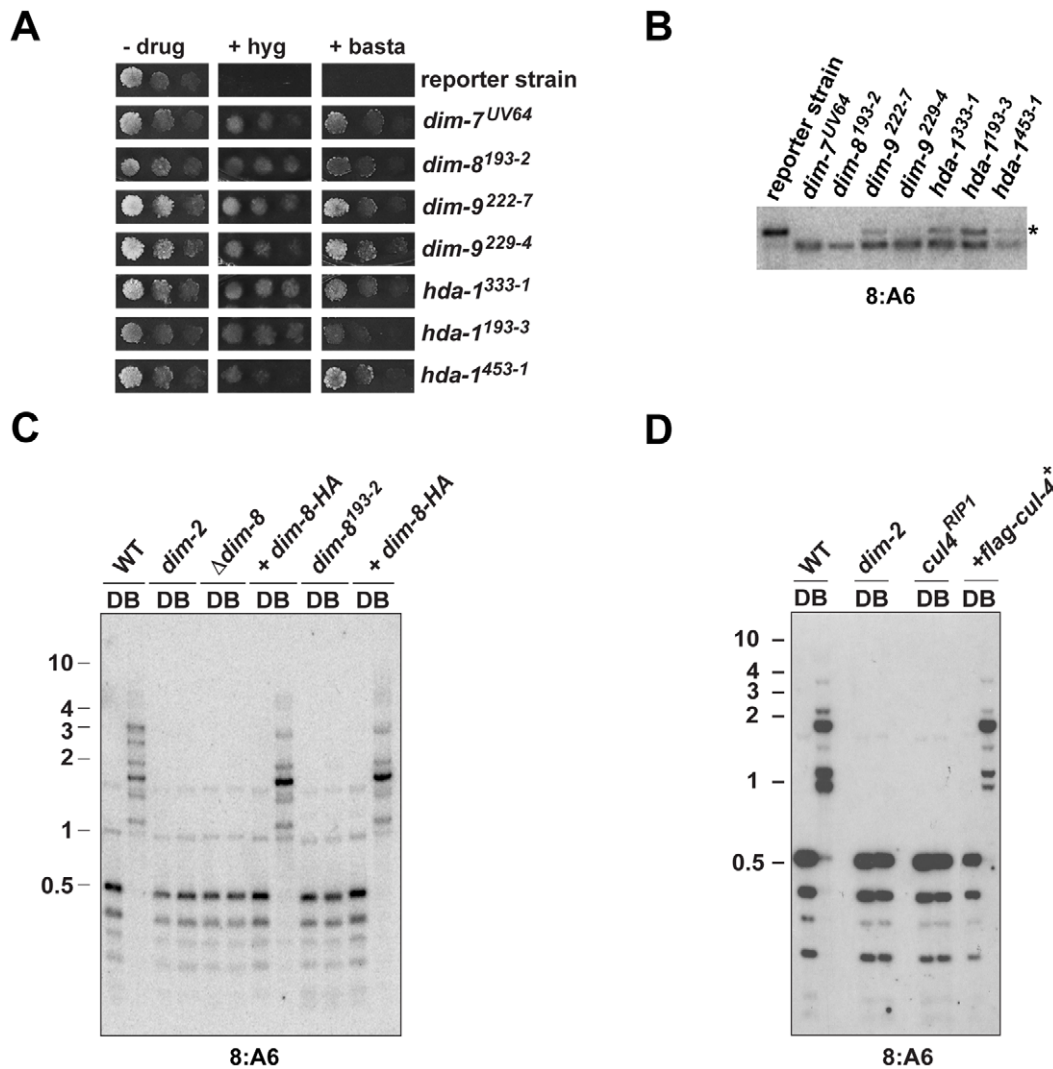 A
- drug + hyg + basta
reporter strain
dim-7UV64
dim-8193-2
dim-9222-7
dim-9229-4
hda-1333-1
hda-1193-3
hda-1453-1
B
reporter strain
dim-7UV64
dim-8193-2
dim-9222-7
dim-9229-4
hda-1333-1
hda-1193-3
hda-1453-1
*
8:A6
C
WT
dim-2
Δdim-8
+ dim-8-HA
dim-8193-2
+ dim-8-HA
DB DB DB DB DB DB
10
4
3
2
1
0.5
8:A6
D
WT
dim-2
cul4RIP1
+flag-cul-4+
DB DB DB DB
10
4
3
2
1
0.5
8:A6